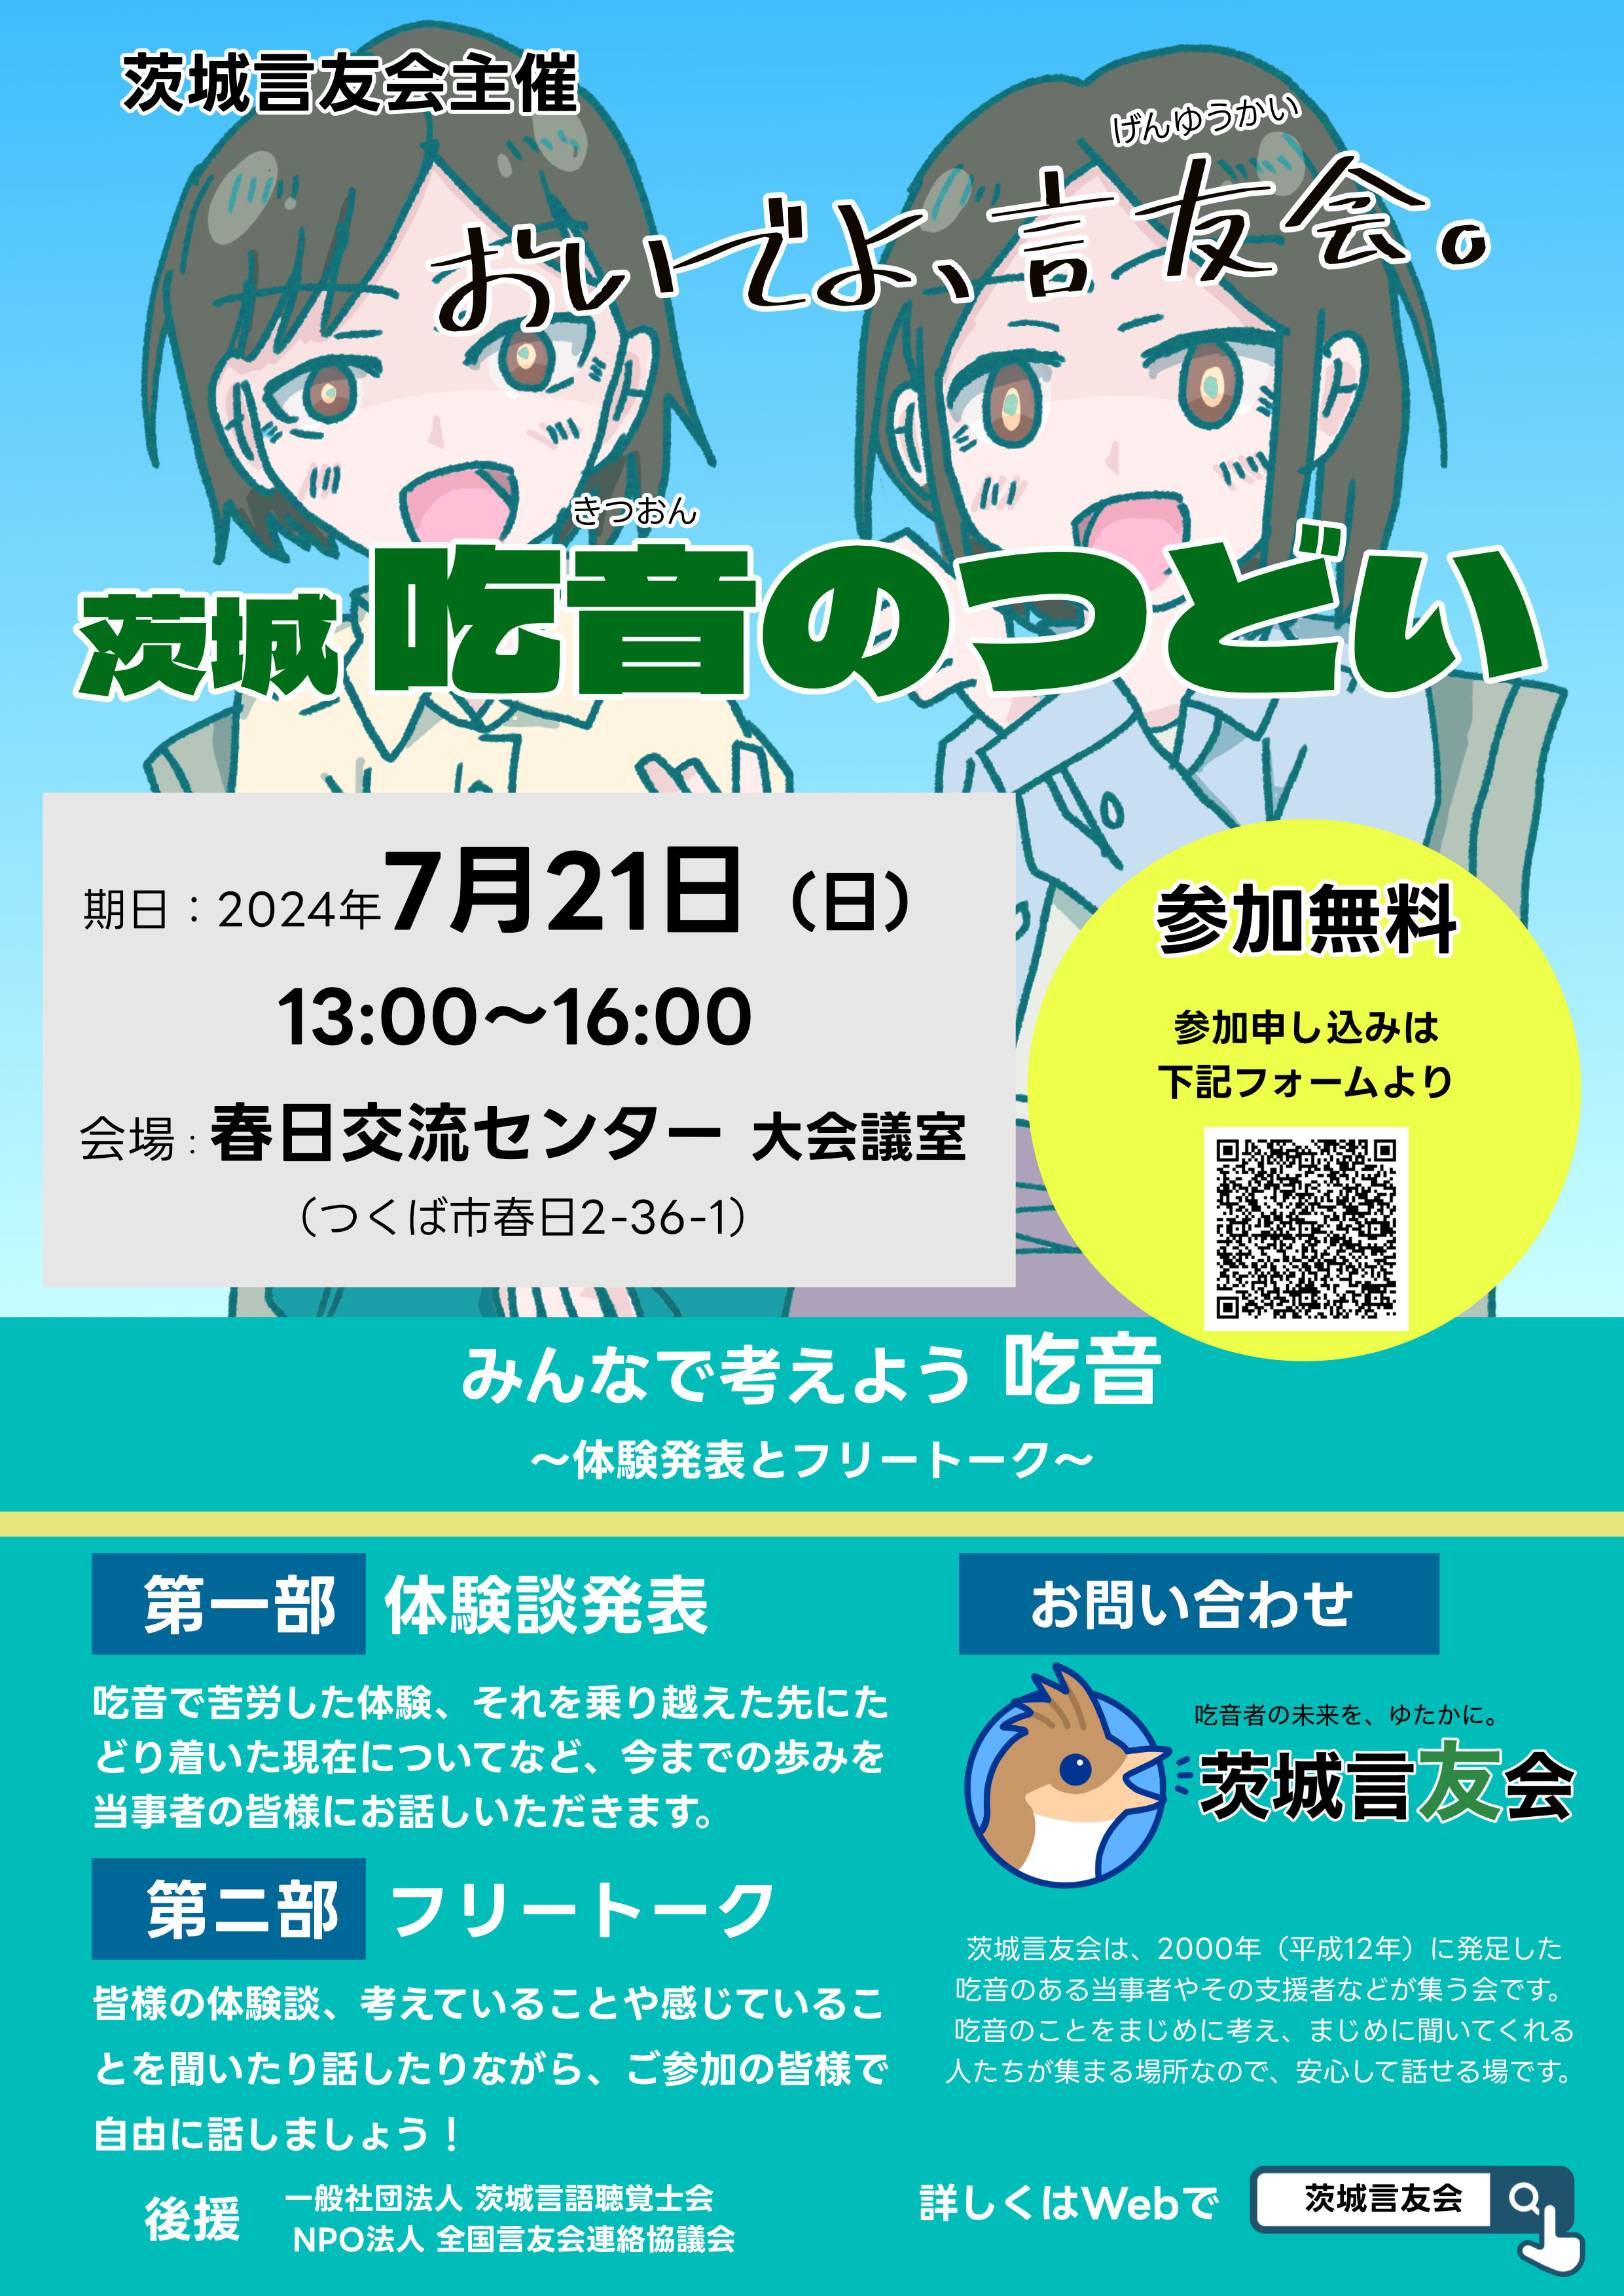 茨城言友会主催
げんゆうかい
おいでよ、言友会。
きつおん
茨城 吃音のつどい
期日：2024年7月21日（日）
13:00〜16:00
会場：春日交流センター 大会議室
（つくば市春日2-36-1）
参加無料
参加申し込みは
下記フォームより
みんなで考えよう 吃音
〜体験発表とフリートーク〜
第一部 体験談発表
吃音で苦労した体験、それを乗り越えた先にた
どり着いた現在についてなど、今までの歩みを
当事者の皆様にお話しいただきます。
第二部 フリートーク
皆様の体験談、考えていることや感じているこ
とを聞いたり話したりながら、ご参加の皆様で
自由に話しましょう！
後援
一般社団法人 茨城言語聴覚士会
NPO法人 全国言友会連絡協議会
お問い合わせ
吃音者の未来を、ゆたかに。
茨城言友会
茨城言友会は、2000年（平成12年）に発足した
吃音のある当事者やその支援者などが集う会です。
吃音のことをまじめに考え、まじめに聞いてくれる
人たちが集まる場所なので、安心して話せる場です。
詳しくはWebで
茨城言友会